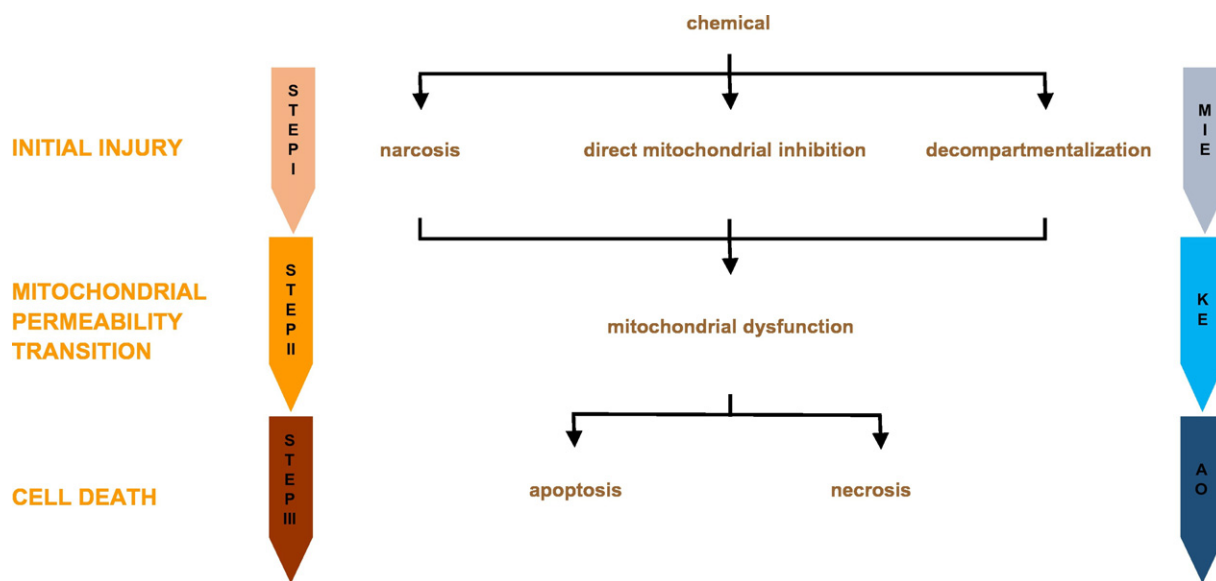 chemical
STEP I
MIE
INITIAL INJURY
narcosis
direct mitochondrial inhibition
decompartmentalization
STEP II
KE
MITOCHONDRIAL
PERMEABILITY
TRANSITION
mitochondrial dysfunction
STEP III
AO
CELL DEATH
apoptosis
necrosis